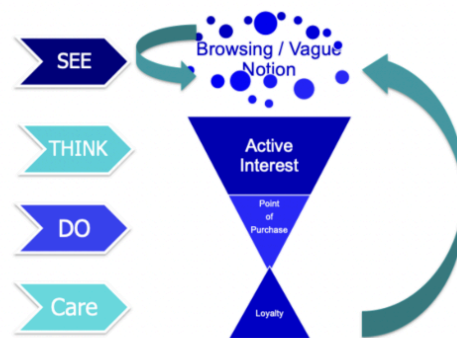 SEE
Browsing / Vague
Notion
THINK
Active
Interest
DO
Point
of
Purchase
Care
Loyalty